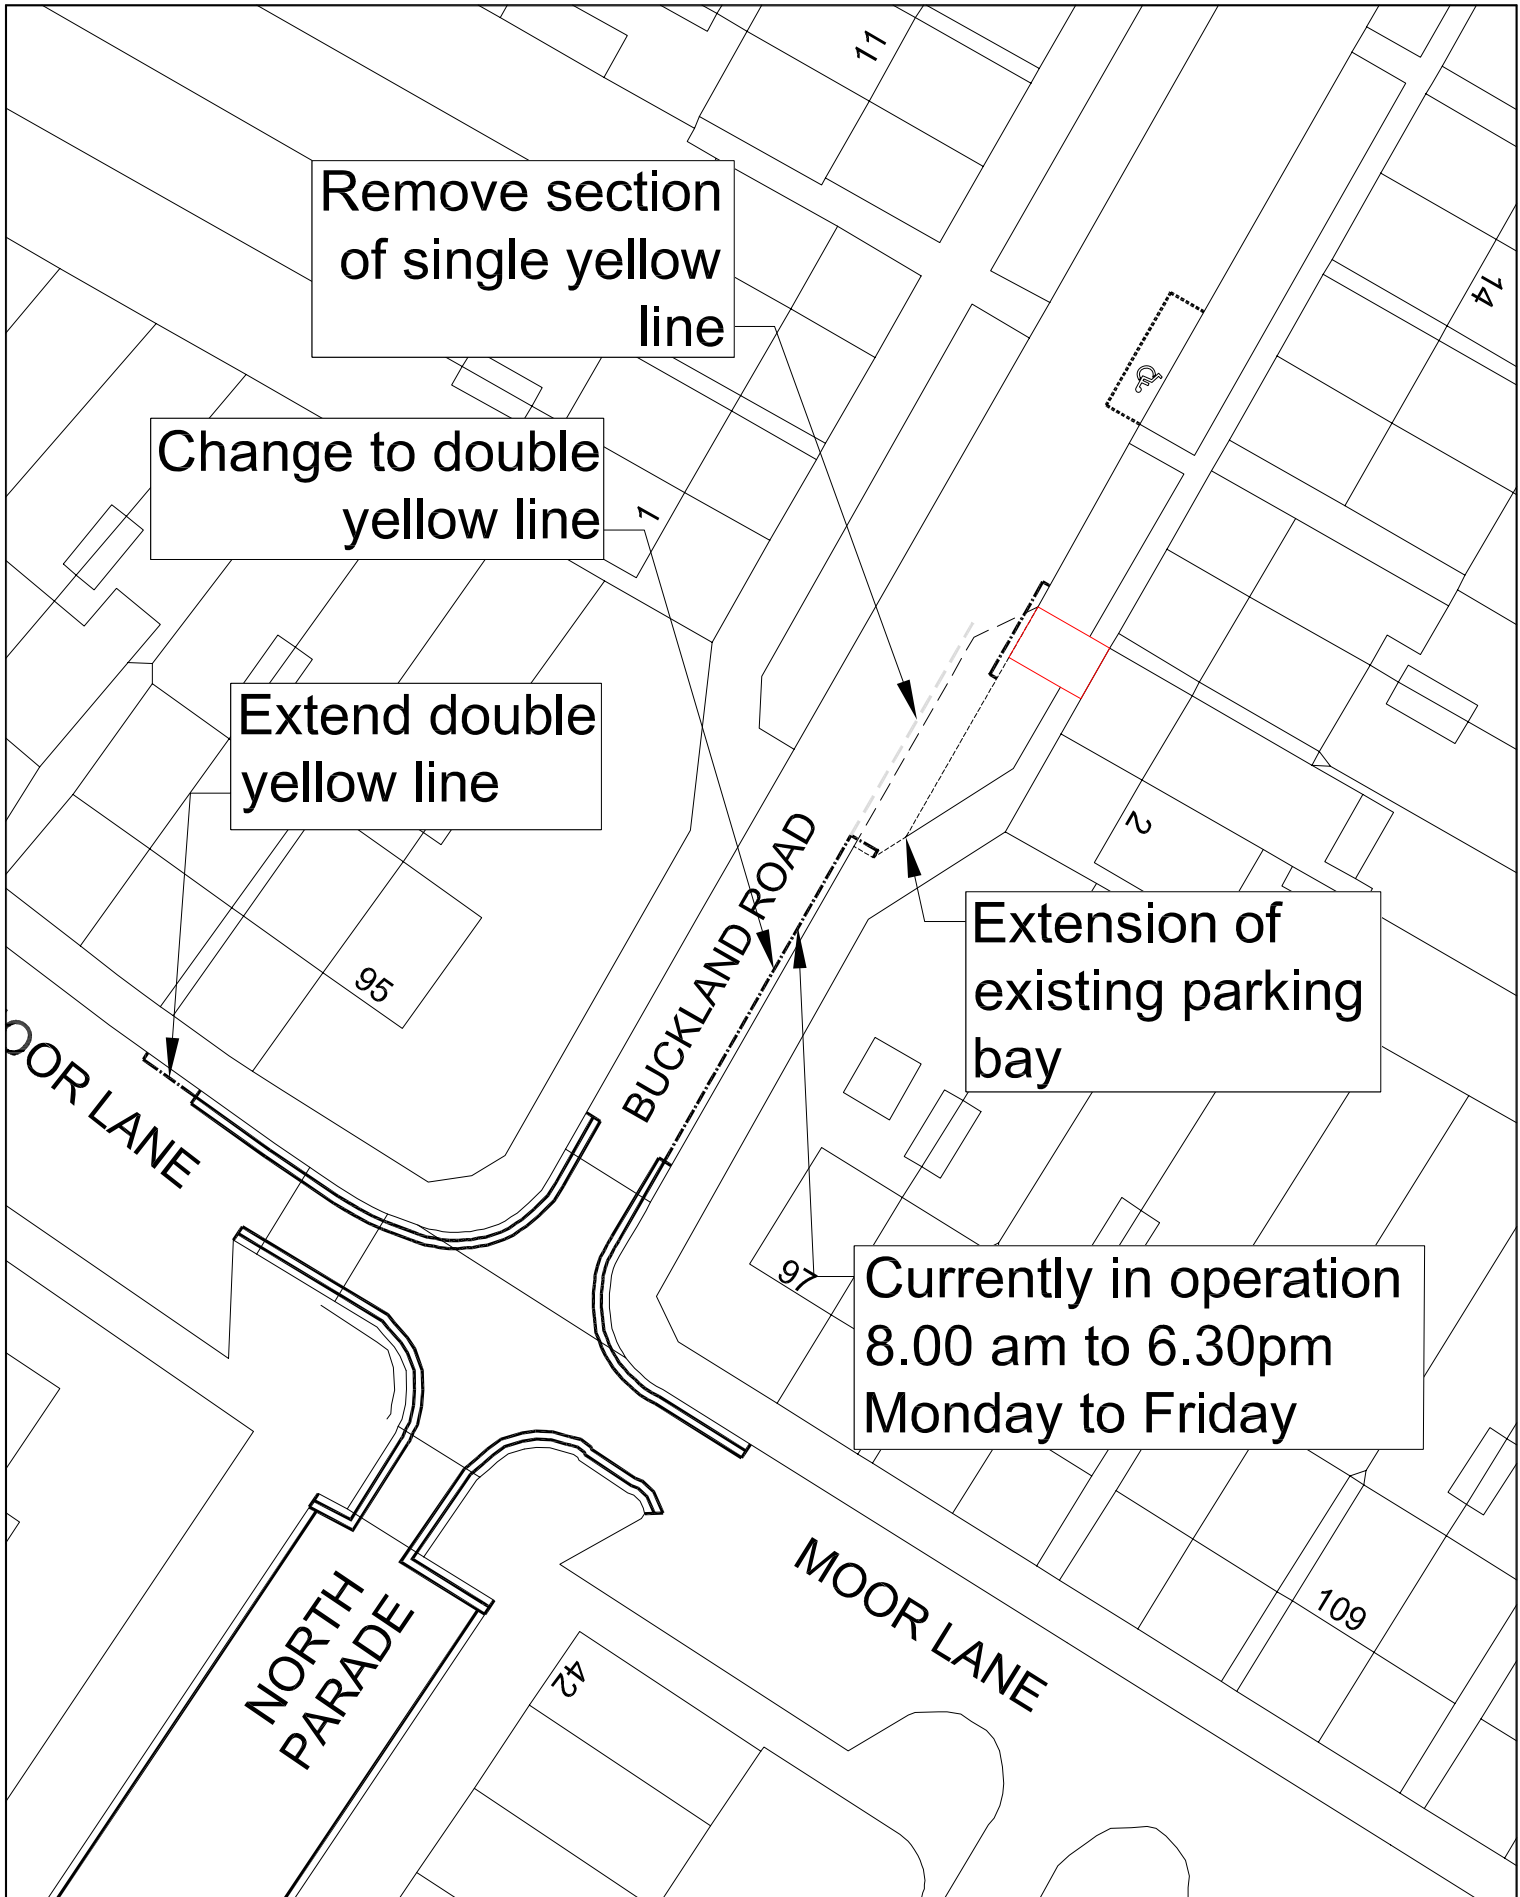 11
Remove section
of single yellow
line
14
Change to double
yellow line
1
Extend double
yellow line
2
BUCKLAND ROAD
Extension of
existing parking
bay
95
OOR LANE
97
Currently in operation
8.00 am to 6.30pm
Monday to Friday
MOOR LANE
109
NORTH
PARADE
42